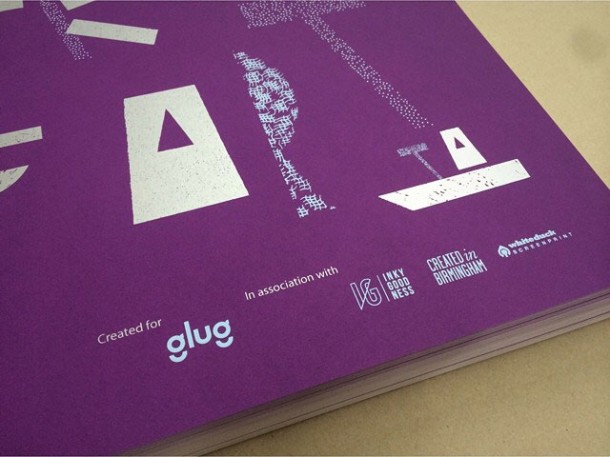 Created for
glug
In association with
INKY
GOOD
NESS
CREATED in
BIRMINGHAM
whiteduck
SCREENPRINT